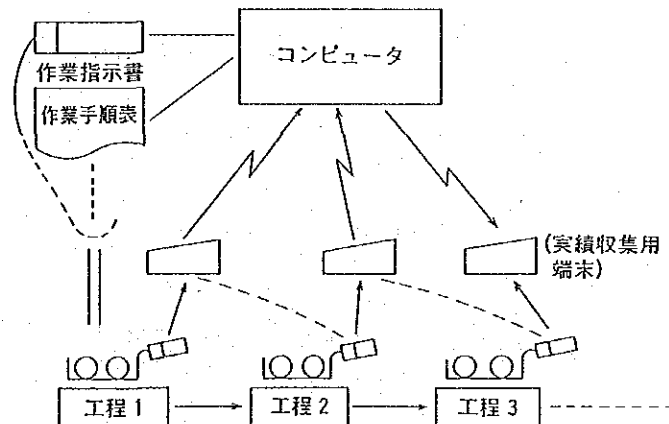 コンピュータ
作業指示書
作業手順表
(実績収集用
端末)
工程1
工程2
工程3